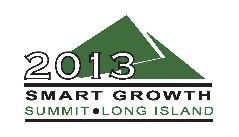 2013
SMART GROWTH
SUMMIT•LONG ISLAND